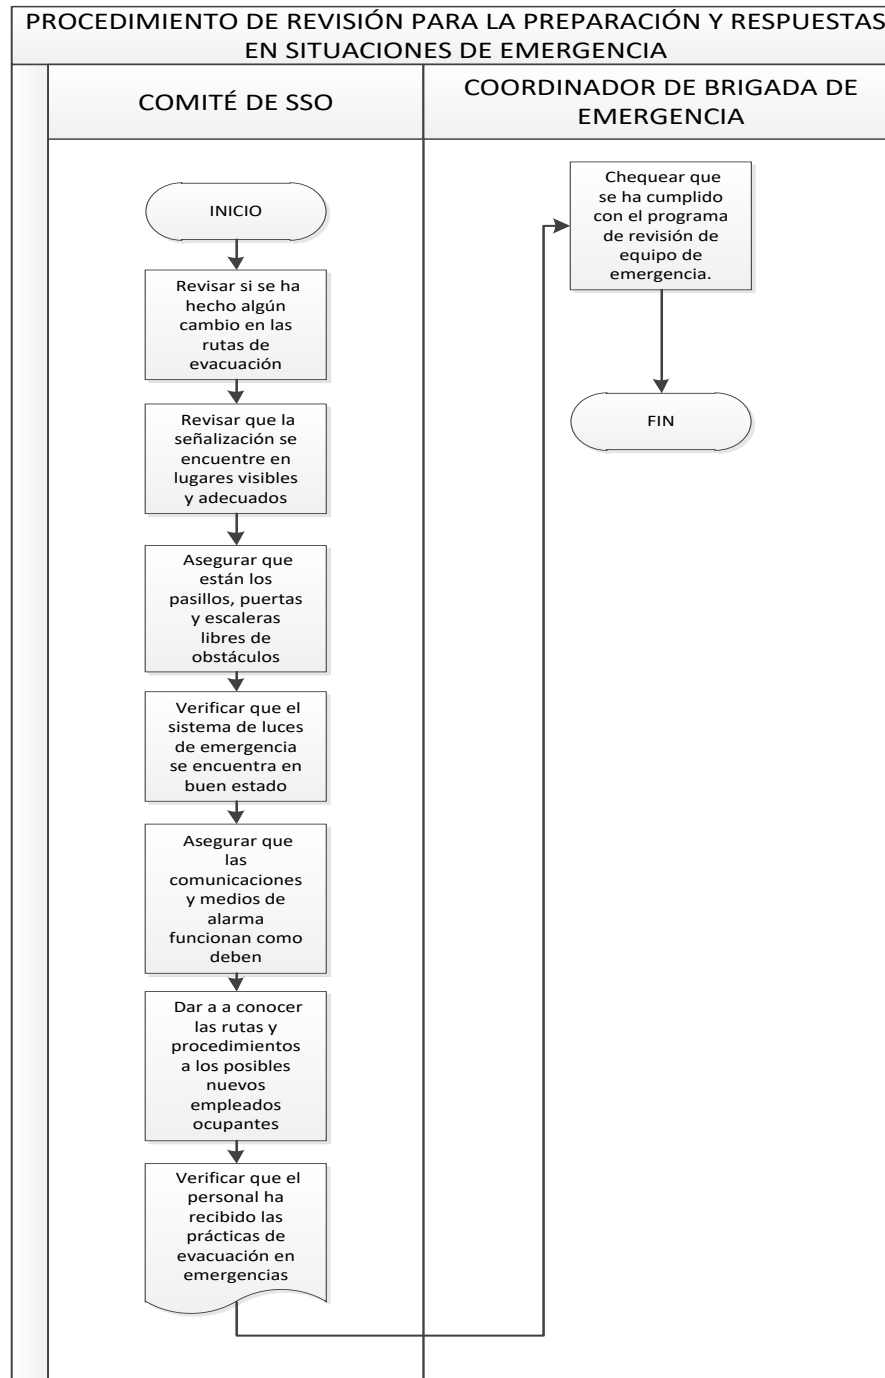 PROCEDIMIENTO DE REVISIÓN PARA LA PREPARACIÓN Y RESPUESTAS
EN SITUACIONES DE EMERGENCIA
COMITÉ DE SSO
COORDINADOR DE BRIGADA DE
EMERGENCIA
INICIO
Revisar si se ha
hecho algún
cambio en las
rutas de
evacuación
Revisar que la
señalización se
encuentre en
lugares visibles
y adecuados
Asegurar que
están los
pasillos, puertas
y escaleras
libres de
obstáculos
Verificar que el
sistema de luces
de emergencia
se encuentra en
buen estado
Asegurar que
las
comunicaciones
y medios de
alarma
funcionan como
deben
Dar a a conocer
las rutas y
procedimientos
a los posibles
nuevos
empleados
ocupantes
Verificar que el
personal ha
recibido las
prácticas de
evacuación en
emergencias
Chequear que
se ha cumplido
con el programa
de revisión de
equipo de
emergencia.
FIN